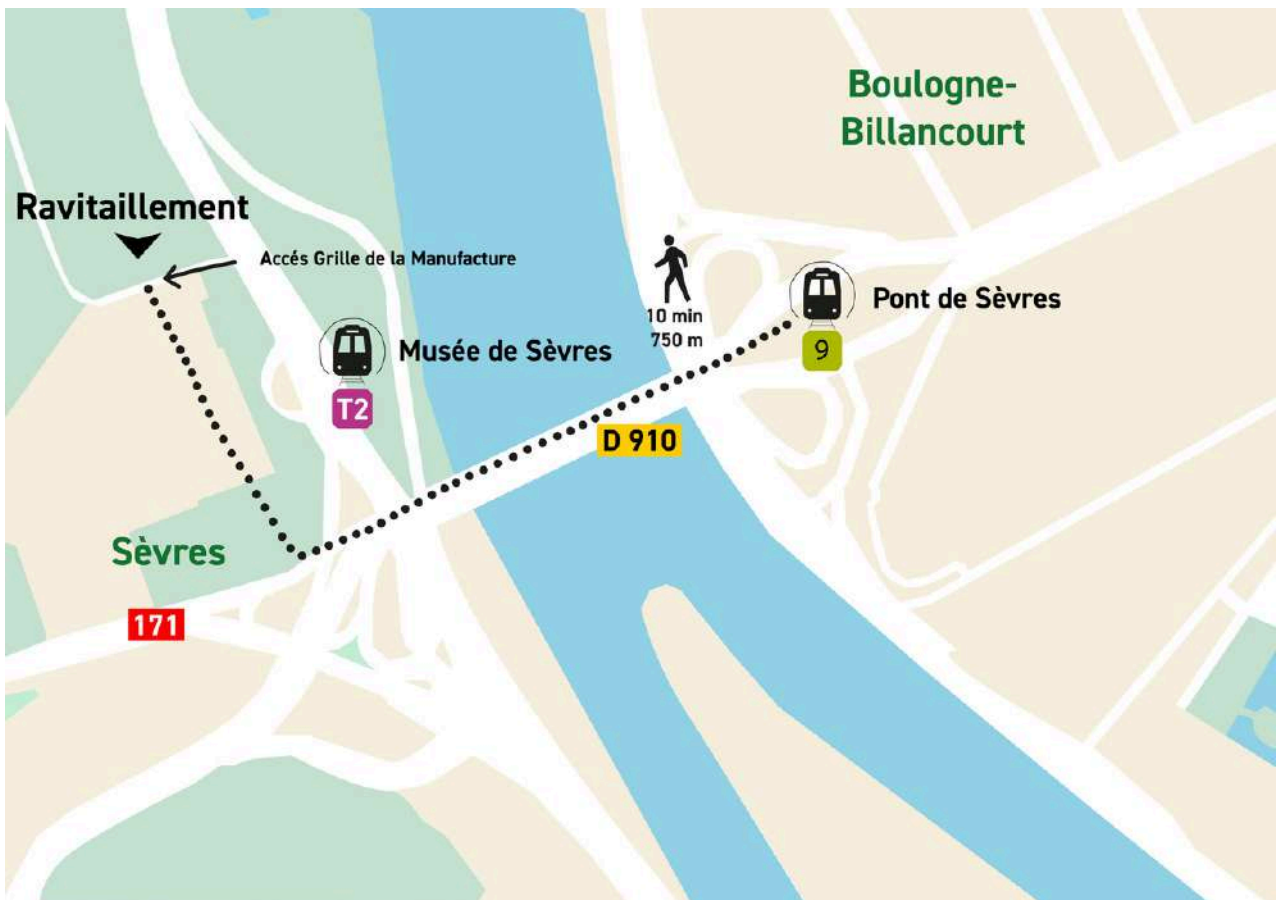 Boulogne-
Billancourt
Ravitaillement
Accés Grille de la Manufacture
10 min
750 m
Pont de Sèvres
9
Musée de Sèvres
T2
D 910
Sèvres
171